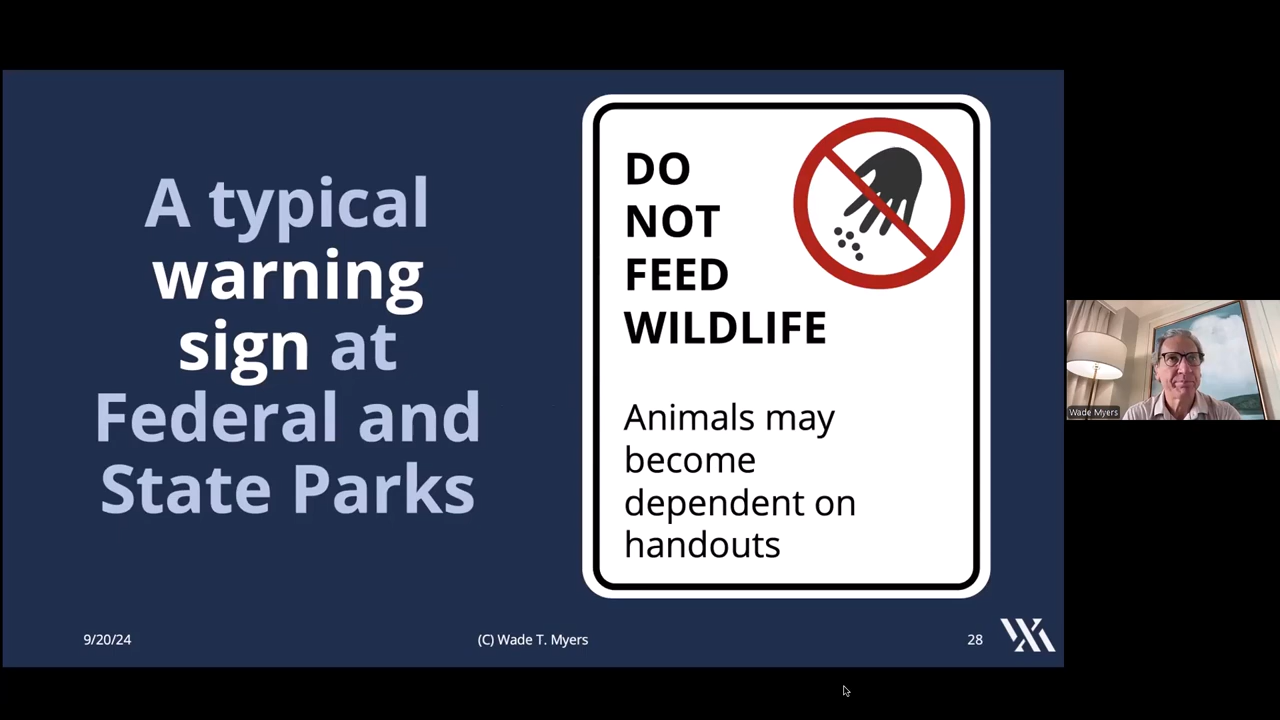 A typical
warning
sign at
Federal and
State Parks
DO
NOT
FEED
WILDLIFE
Animals may
become
dependent on
handouts
9/20/24
(C) Wade T. Myers
28
Wade Myers